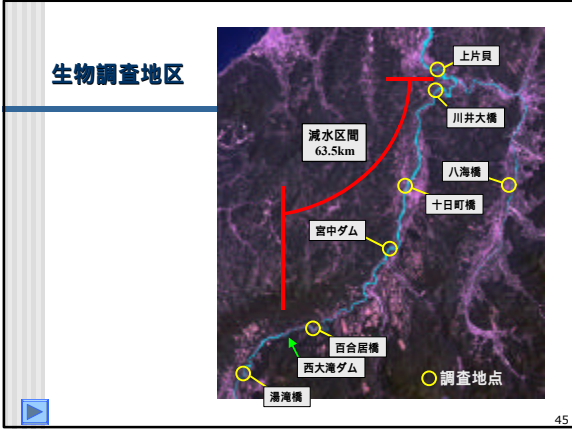 生物調査地区
上片貝
川井大橋
減水区間
63.5km
八海橋
十日町橋
宮中ダム
百合居橋
西大滝ダム
調査地点
湯滝橋
45